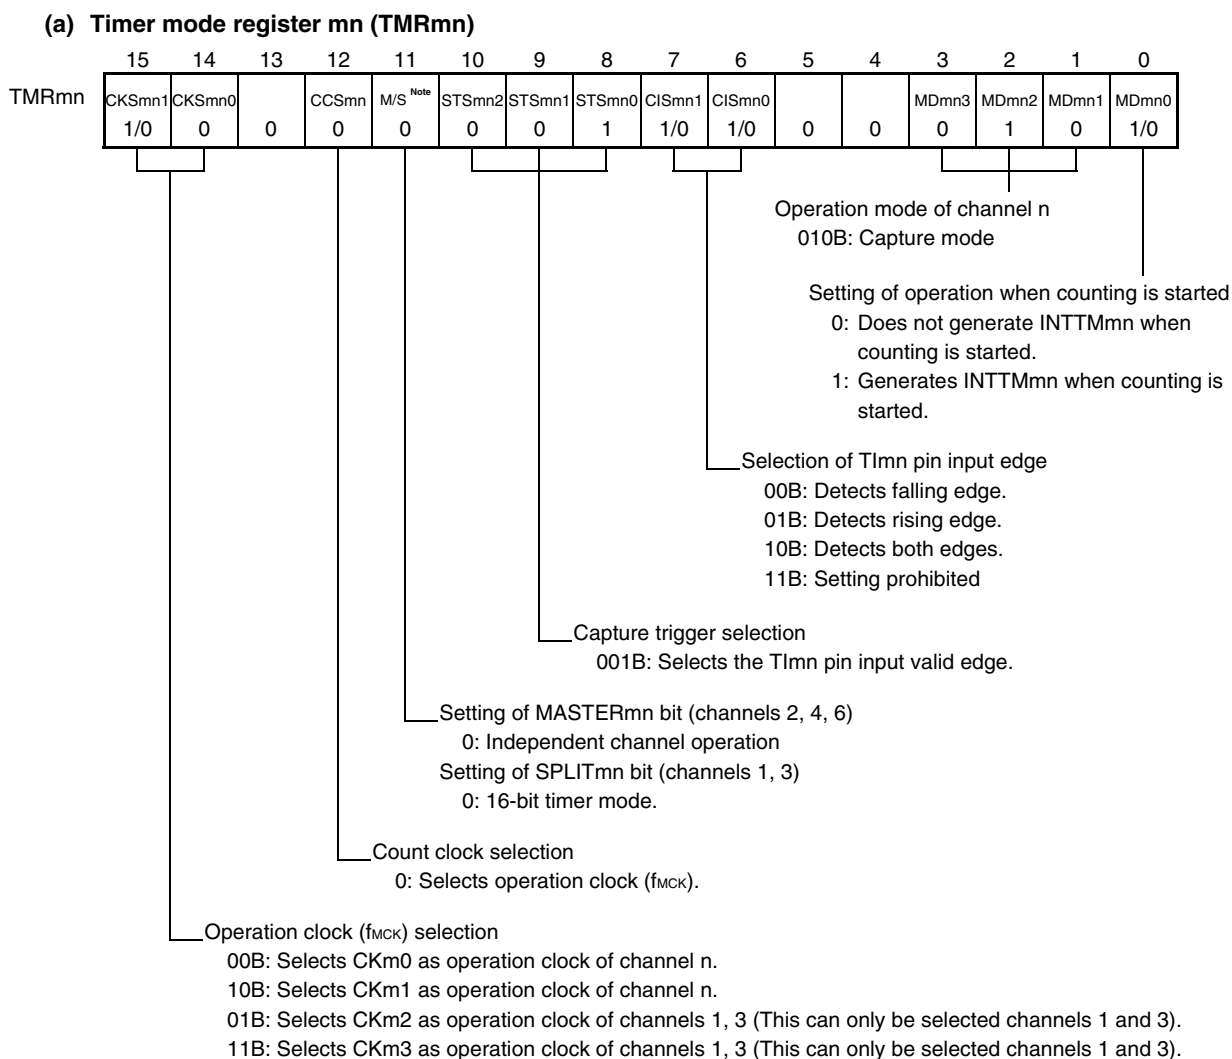 (a) Timer mode register mn (TMRmn)
15 14 13 12 11 10 9 8 7 6 5 4 3 2 1 0
TMRmn CKSmn1 CKSmn0 CCSmn M/S Note STSmn2 STSmn1 STSmn0 CISmn1 CISmn0 MDmn3 MDmn2 MDmn1 MDmn0
1/0 0 0 0 0 0 0 1 1/0 1/0 0 0 0 1 0 1/0
Operation mode of channel n
010B: Capture mode
Setting of operation when counting is started
0: Does not generate INTTMmn when
counting is started.
1: Generates INTTMmn when counting is
started.
Selection of TImn pin input edge
00B: Detects falling edge.
01B: Detects rising edge.
10B: Detects both edges.
11B: Setting prohibited
Capture trigger selection
001B: Selects the TImn pin input valid edge.
Setting of MASTERmn bit (channels 2, 4, 6)
0: Independent channel operation
Setting of SPLITmn bit (channels 1, 3)
0: 16-bit timer mode.
Count clock selection
0: Selects operation clock (fMCK).
Operation clock (fMCK) selection
00B: Selects CKm0 as operation clock of channel n.
10B: Selects CKm1 as operation clock of channel n.
01B: Selects CKm2 as operation clock of channels 1, 3 (This can only be selected channels 1 and 3).
11B: Selects CKm3 as operation clock of channels 1, 3 (This can only be selected channels 1 and 3).